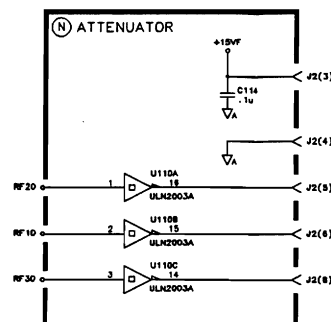 N ATTENUATOR
+15VF
J2(3)
C114
.1u
A
J2(4)
A
U110A
RF20 1 16 J2(5)
ULN2003A
U110B
RF10 2 15 J2(6)
ULN2003A
U110C
RF30 3 14 J2(8)
ULN2003A